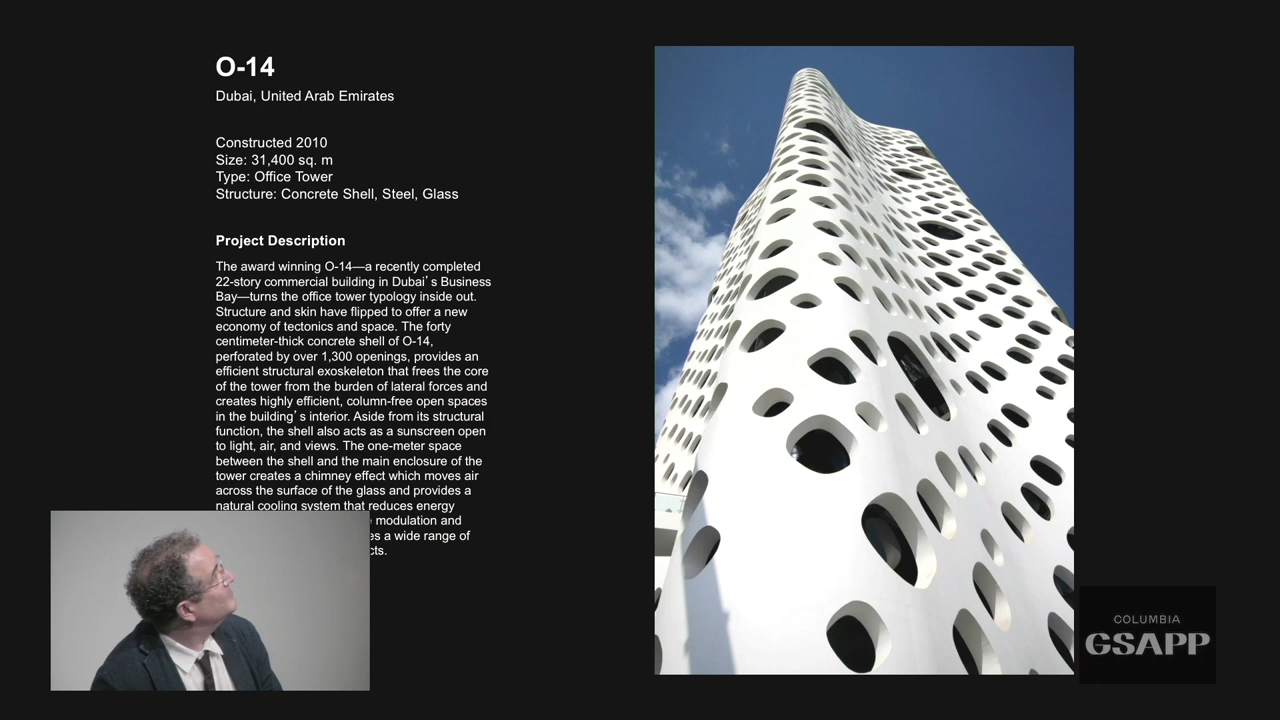 O-14
Dubai, United Arab Emirates
Constructed 2010
Size: 31,400 sq. m
Type: Office Tower
Structure: Concrete Shell, Steel, Glass
Project Description
The award winning O-14—a recently completed
22-story commercial building in Dubai’s Business
Bay—turns the office tower typology inside out.
Structure and skin have flipped to offer a new
economy of tectonics and space. The forty
centimeter-thick concrete shell of O-14,
perforated by over 1,300 openings, provides an
efficient structural exoskeleton that frees the core
of the tower from the burden of lateral forces and
creates highly efficient, column-free open spaces
in the building’s interior. Aside from its structural
function, the shell also acts as a sunscreen open
to light, air, and views. The one-meter space
between the shell and the main enclosure of the
tower creates a chimney effect which moves air
across the surface of the glass and provides a
natural cooling system that reduces energy
modulation and
a wide range of
COLUMBIA
GSAPP